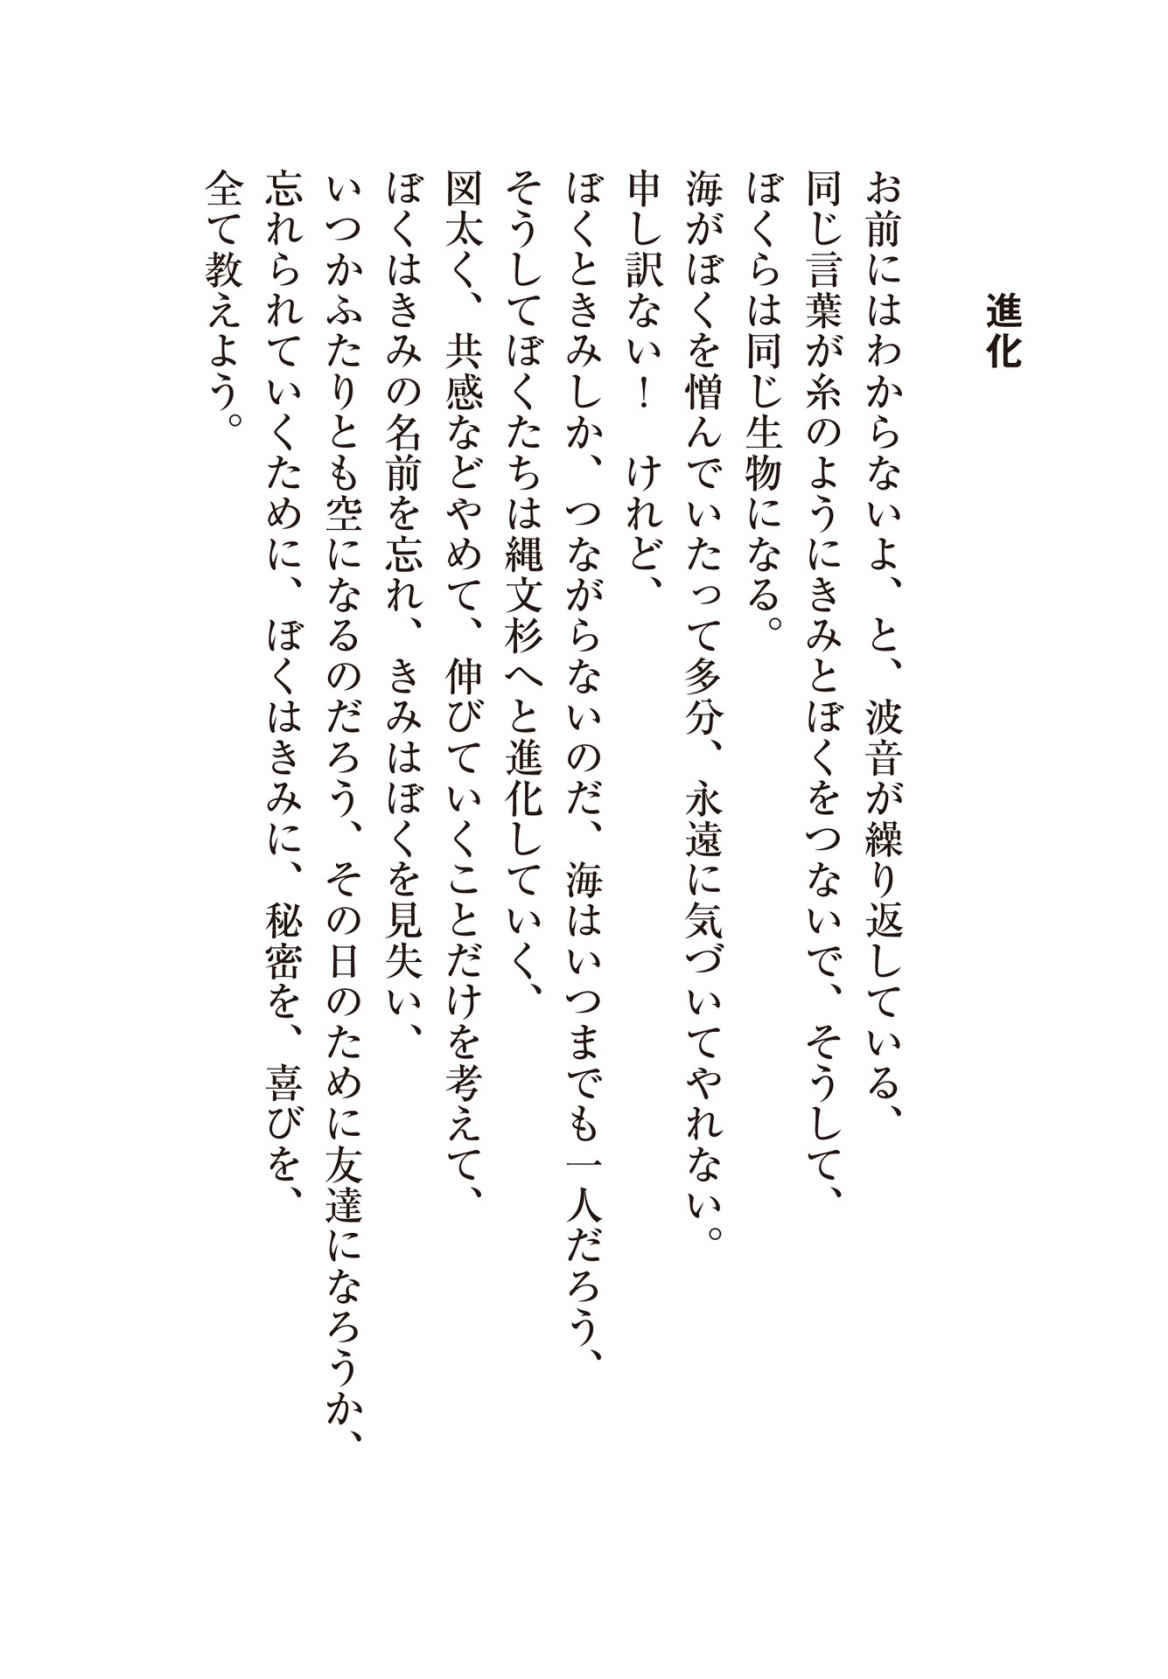 進化
お前にはわからないよ、と、波音が繰り返している、
同じ言葉が糸のようにきみとぼくをつないで、そうして、
ぼくらは同じ生物になる。
海がぼくを憎んでいたって多分、永遠に気づいてやれない。
申し訳ない！　けれど、
ぼくときみしか、つながらないのだ、海はいつまでも一人だろう、
そうしてぼくたちは縄文杉へと進化していく、
図太く、共感などやめて、伸びていくことだけを考えて、
ぼくはきみの名前を忘れ、きみはぼくを見失い、
いつかふたりとも空になるのだろう、その日のために友達になろうか、
忘れられていくために、ぼくはきみに、秘密を、喜びを、
全て教えよう。